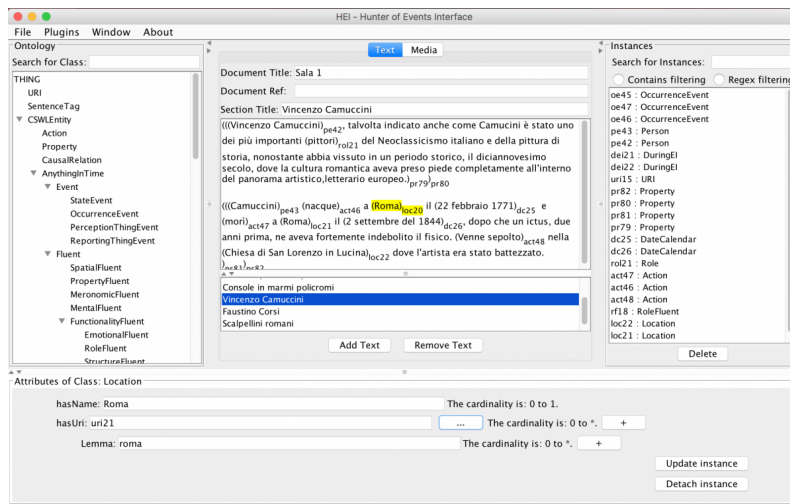 HEI - Hunter of Events Interface
File Plugins Window About
Ontology
Search for Class:
THING
URI
SentenceTag
CSWLEntity
Action
Property
CausalRelation
AnythingInTime
Event
StateEvent
OccurrenceEvent
PerceptionThingEvent
ReportingThingEvent
Fluent
SpatialFluent
PropertyFluent
MeronomicFluent
MentalFluent
FunctionalityFluent
EmotionalFluent
RoleFluent
StructureFluent
Text Media
Document Title: Sala 1
Document Ref:
Section Title: Vincenzo Camuccini
(((Vincenzo Camuccini)pe42, talvolta indicato anche come Camucini è stato uno
dei più importanti (pittori)rol21 del Neoclassicismo italiano e della pittura di
storia, nonostante abbia vissuto in un periodo storico, il diciannovesimo
secolo, dove la cultura romantica aveva preso piede completamente all'interno
del panorama artistico,letterario europeo.)pr79)pr80
(((Camuccini)pe43 (nacque)act46 a (Roma)loc20 il (22 febbraio 1771)dc25 e
(morì)act47 a (Roma)loc21 il (2 settembre del 1844)dc26, dopo che un ictus, due
anni prima, ne aveva fortemente indebolito il fisico. (Venne sepolto)act48 nella
(Chiesa di San Lorenzo in Lucina)loc22 dove l'artista era stato battezzato.
)pr81)pr82
Console in marmi policromi
Vincenzo Camuccini
Faustino Corsi
Scalpellini romani
Add Text Remove Text
Instances
Search for Instances:
Contains filtering Regex filtering
oe45 : OccurrenceEvent
oe47 : OccurrenceEvent
oe46 : OccurrenceEvent
pe43 : Person
pe42 : Person
dei21 : DuringEI
uri15 : URI
pr82 : Property
pr80 : Property
pr81 : Property
pr79 : Property
dc25 : DateCalendar
dc26 : DateCalendar
rol21 : Role
act47 : Action
act46 : Action
act48 : Action
rf18 : RoleFluent
loc22 : Location
loc21 : Location
Delete
Attributes of Class: Location
hasName: Roma The cardinality is: 0 to 1.
hasUri: uri21 ... The cardinality is: 0 to *. +
Lemma: roma The cardinality is: 0 to *. +
Update instance
Detach instance